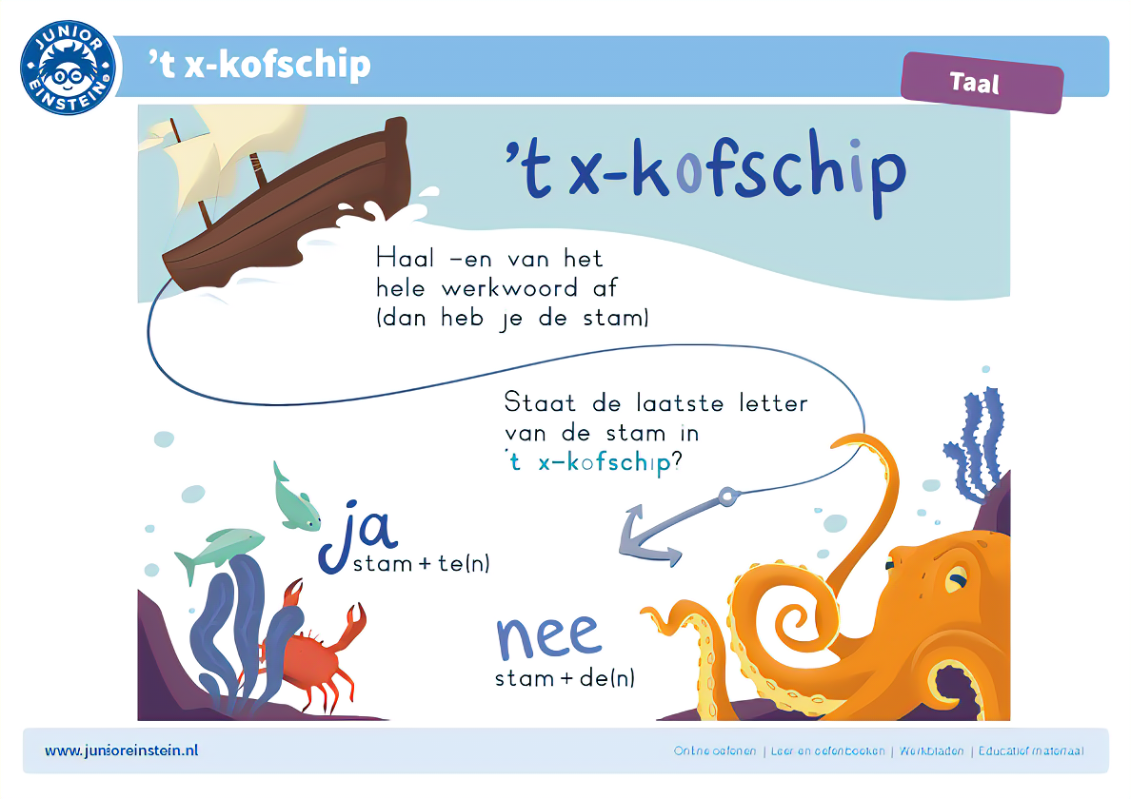 JUNIOR
EINSTEIN
't x-kofschip
Taal
't x-kofschip
Haal -en van het
hele werkwoord af
(dan heb je de stam)
Staat de laatste letter
van de stam in
't x-kofschip?
ja
stam + te(n)
nee
stam + de(n)
www.junioreinstein.nl
Online oefenen | Leer en oefenboeken | Werkbladen | Educatief materiaal